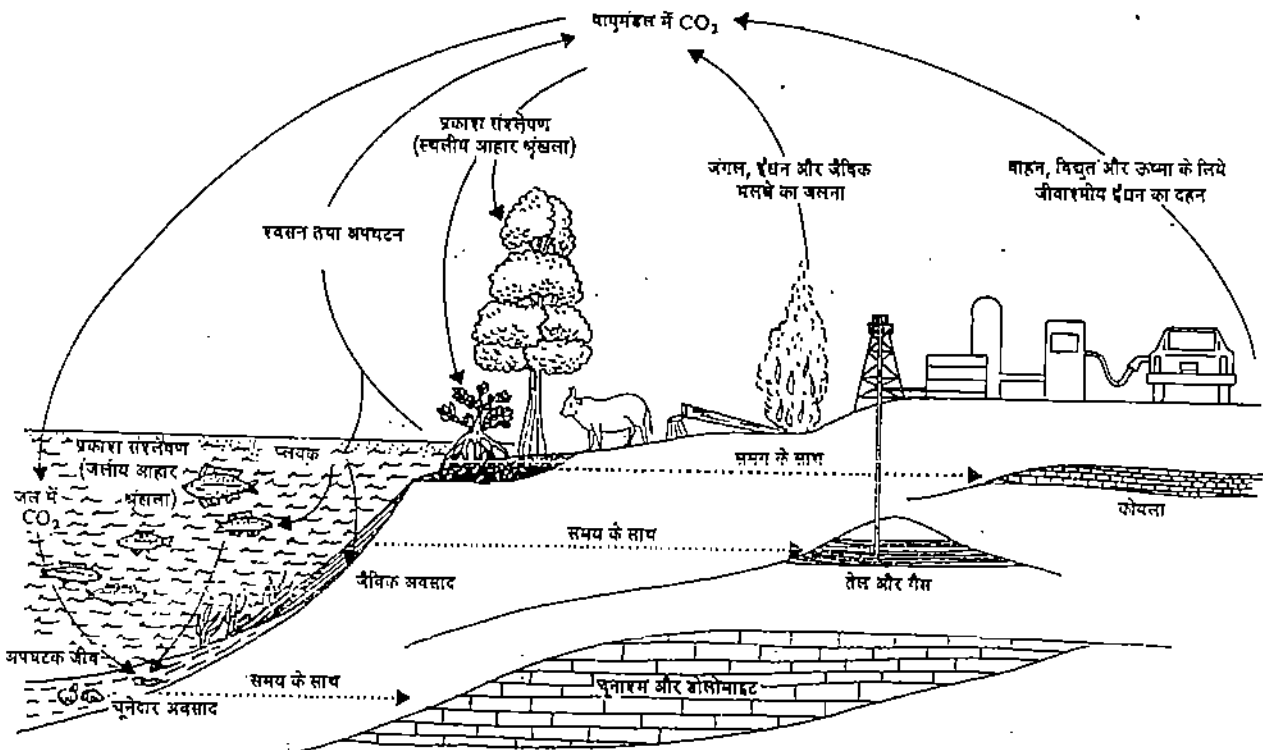 वायुमंडल में CO₂
प्रकाश संश्लेषण
(स्थलीय आहार श्रृंखला)
जंगल, ईंधन और जैविक
मलबे का जलना
वाहन, विद्युत और ऊष्मा के लिये
जीवाश्मीय ईंधन का दहन
श्वसन तथा अपघटन
प्रकाश संश्लेषण
(जलीय आहार
श्रृंखला)
प्लवक
जल में
CO₂
समय के साथ
कोयला
समय के साथ
जैविक अवसाद
तेल और गैस
अपघटक जीव
समय के साथ
चूनेदार अवसाद
चूनाश्म और डोलोमाइट